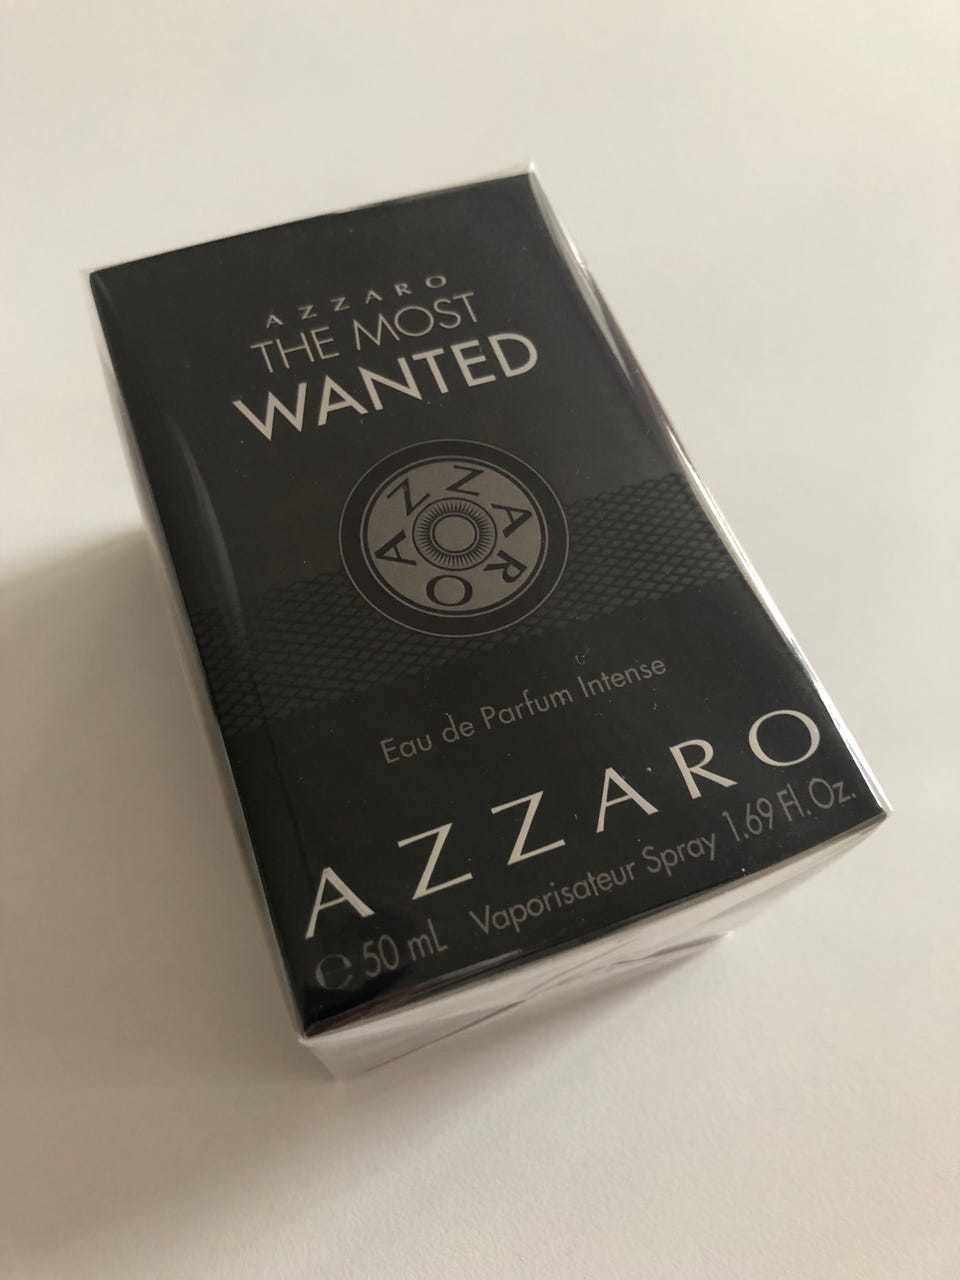 AZZARO
THE MOST
WANTED
AZZARO
Eau de Parfum Intense
AZZARO
℮ 50 mL Vaporisateur Spray 1.69 Fl. Oz.